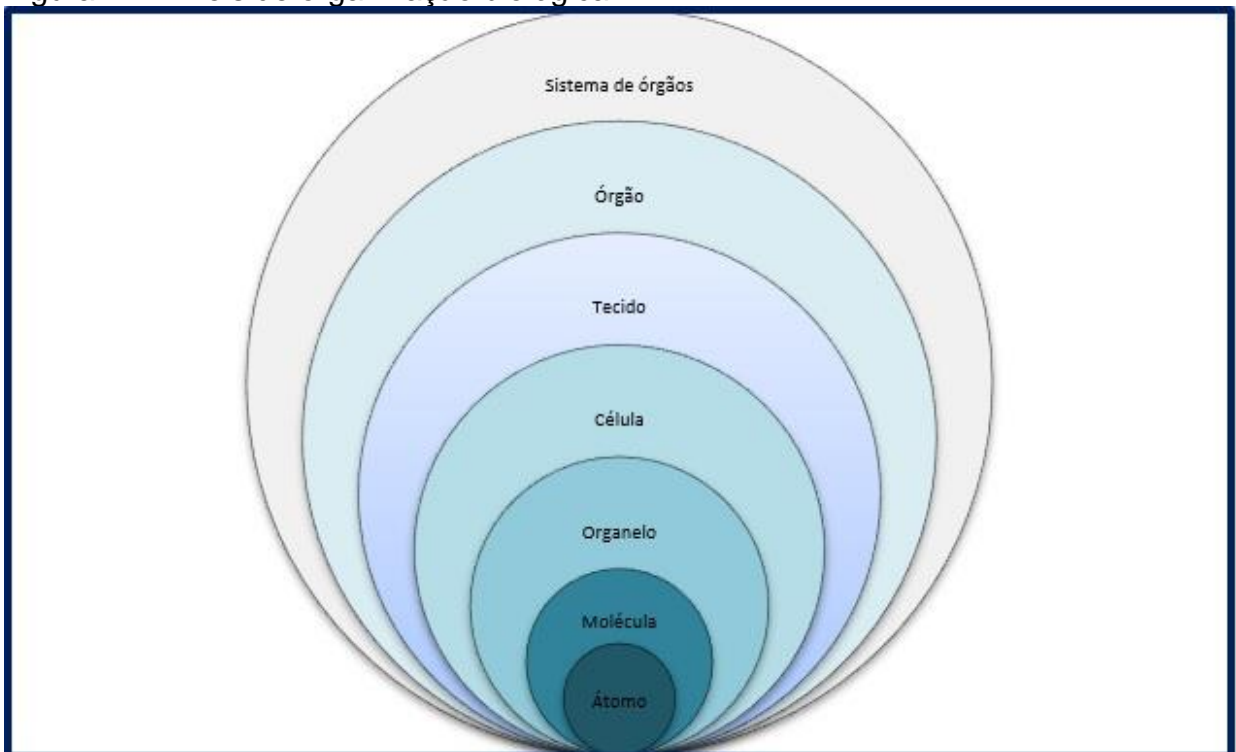 Sistema de órgãos
Órgão
Tecido
Célula
Organelo
Molécula
Átomo